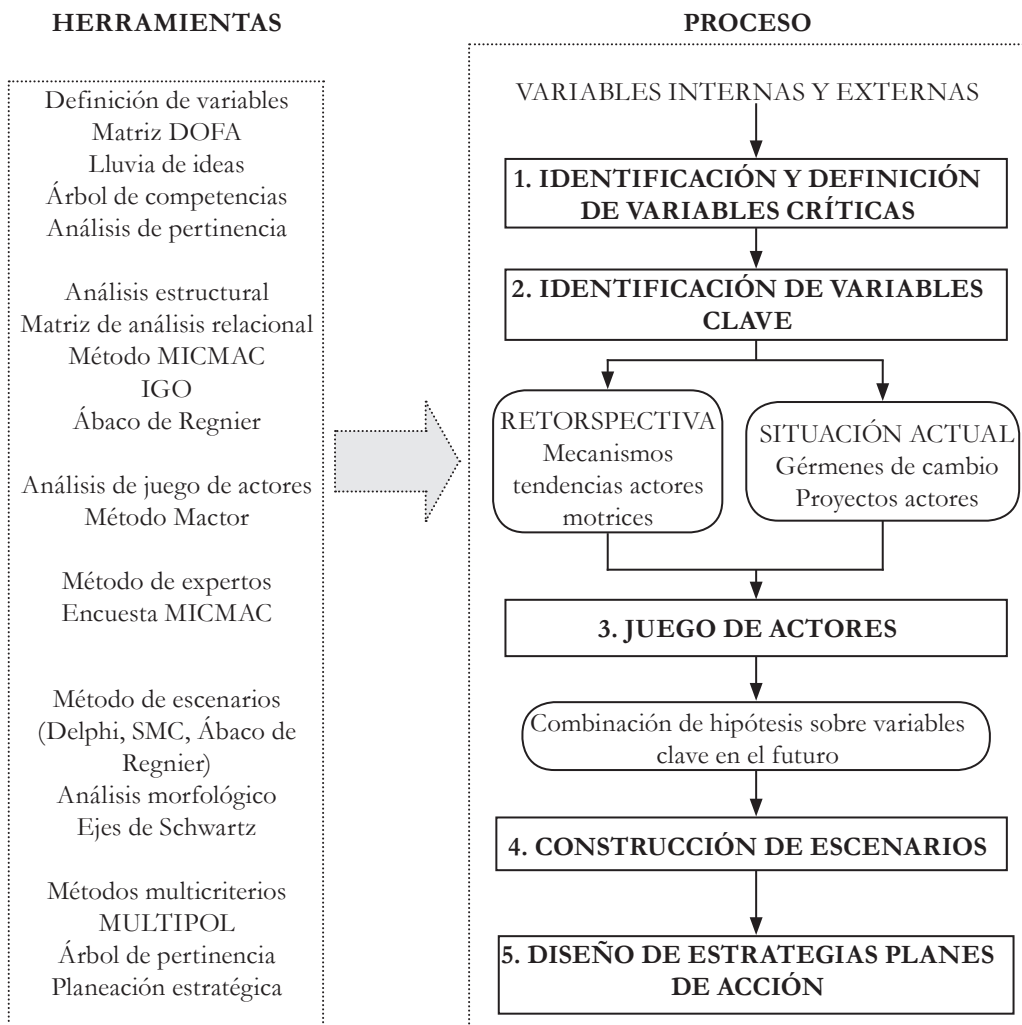 HERRAMIENTAS
Definición de variables
Matriz DOFA
Lluvia de ideas
Árbol de competencias
Análisis de pertinencia
Análisis estructural
Matriz de análisis relacional
Método MICMAC
IGO
Ábaco de Regnier
Análisis de juego de actores
Método Mactor
Método de expertos
Encuesta MICMAC
Método de escenarios
(Delphi, SMC, Ábaco de
Regnier)
Análisis morfológico
Ejes de Schwartz
Métodos multicriterios
MULTIPOL
Árbol de pertinencia
Planeación estratégica
PROCESO
VARIABLES INTERNAS Y EXTERNAS
1. IDENTIFICACIÓN Y DEFINICIÓN
DE VARIABLES CRÍTICAS
2. IDENTIFICACIÓN DE VARIABLES
CLAVE
RETORSPECTIVA
Mecanismos
tendencias actores
motrices
SITUACIÓN ACTUAL
Gérmenes de cambio
Proyectos actores
3. JUEGO DE ACTORES
Combinación de hipótesis sobre variables
clave en el futuro
4. CONSTRUCCIÓN DE ESCENARIOS
5. DISEÑO DE ESTRATEGIAS PLANES
DE ACCIÓN